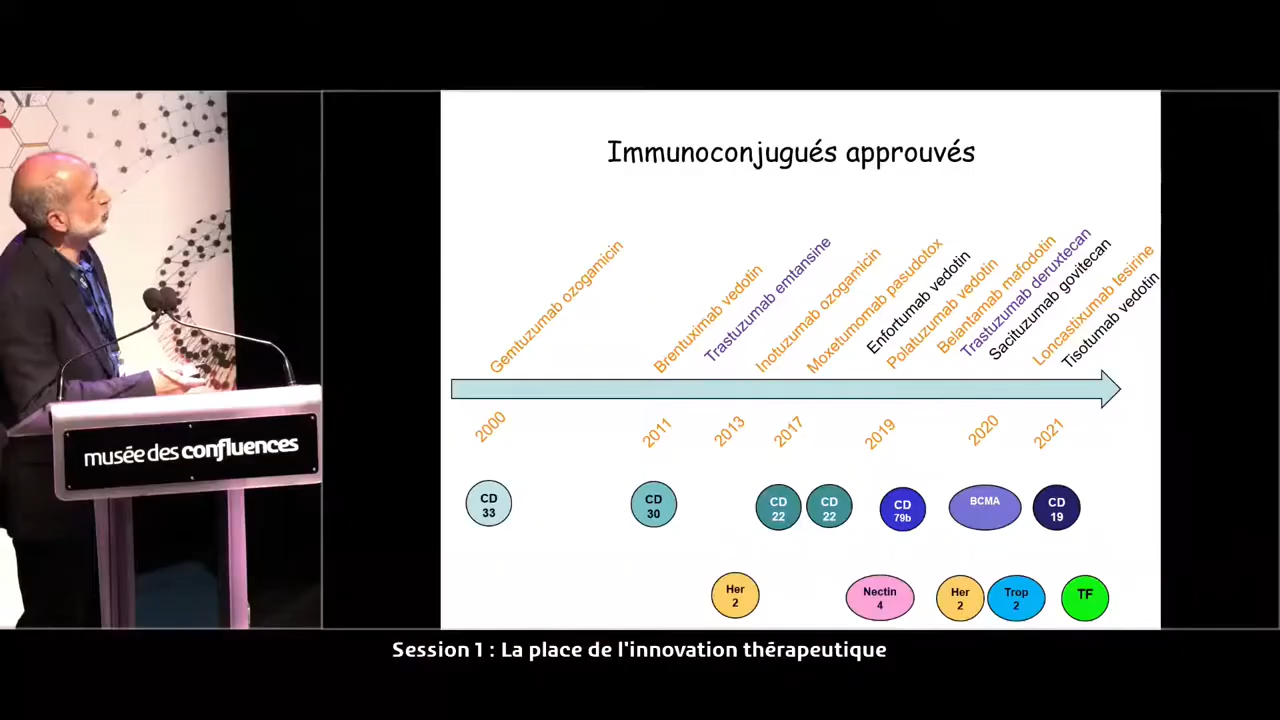 Immunoconjugués approuvés
Gemtuzumab ozogamicin
Brentuximab vedotin
Trastuzumab emtansine
Inotuzumab ozogamicin
Moxetumomab pasudotox
Enfortumab vedotin
Polatuzumab vedotin
Belantamab mafodotin
Trastuzumab deruxtecan
Sacituzumab govitecan
Loncastixumab tesirine
Tisotumab vedotin
2000
2011
2013
2017
2019
2020
2021
CD
33
CD
30
CD
22
CD
22
CD
79b
BCMA
CD
19
Her
2
Nectin
4
Her
2
Trop
2
TF
musée des confluences
Session 1 : La place de l'innovation thérapeutique